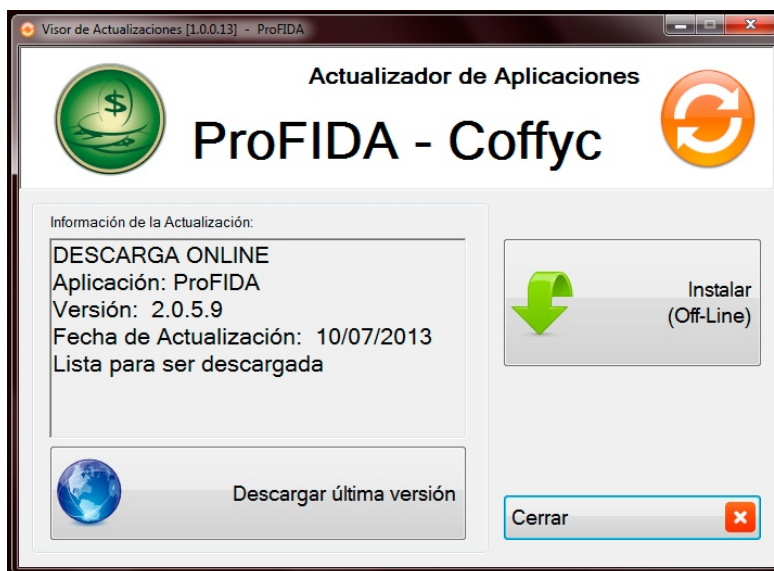 Visor de Actualizaciones [1.0.0.13] - ProFIDA
Actualizador de Aplicaciones
ProFIDA - Coffyc
$
Información de la Actualización:
DESCARGA ONLINE
Aplicación: ProFIDA
Versión: 2.0.5.9
Fecha de Actualización: 10/07/2013
Lista para ser descargada
Instalar
(Off-Line)
Descargar última versión
Cerrar